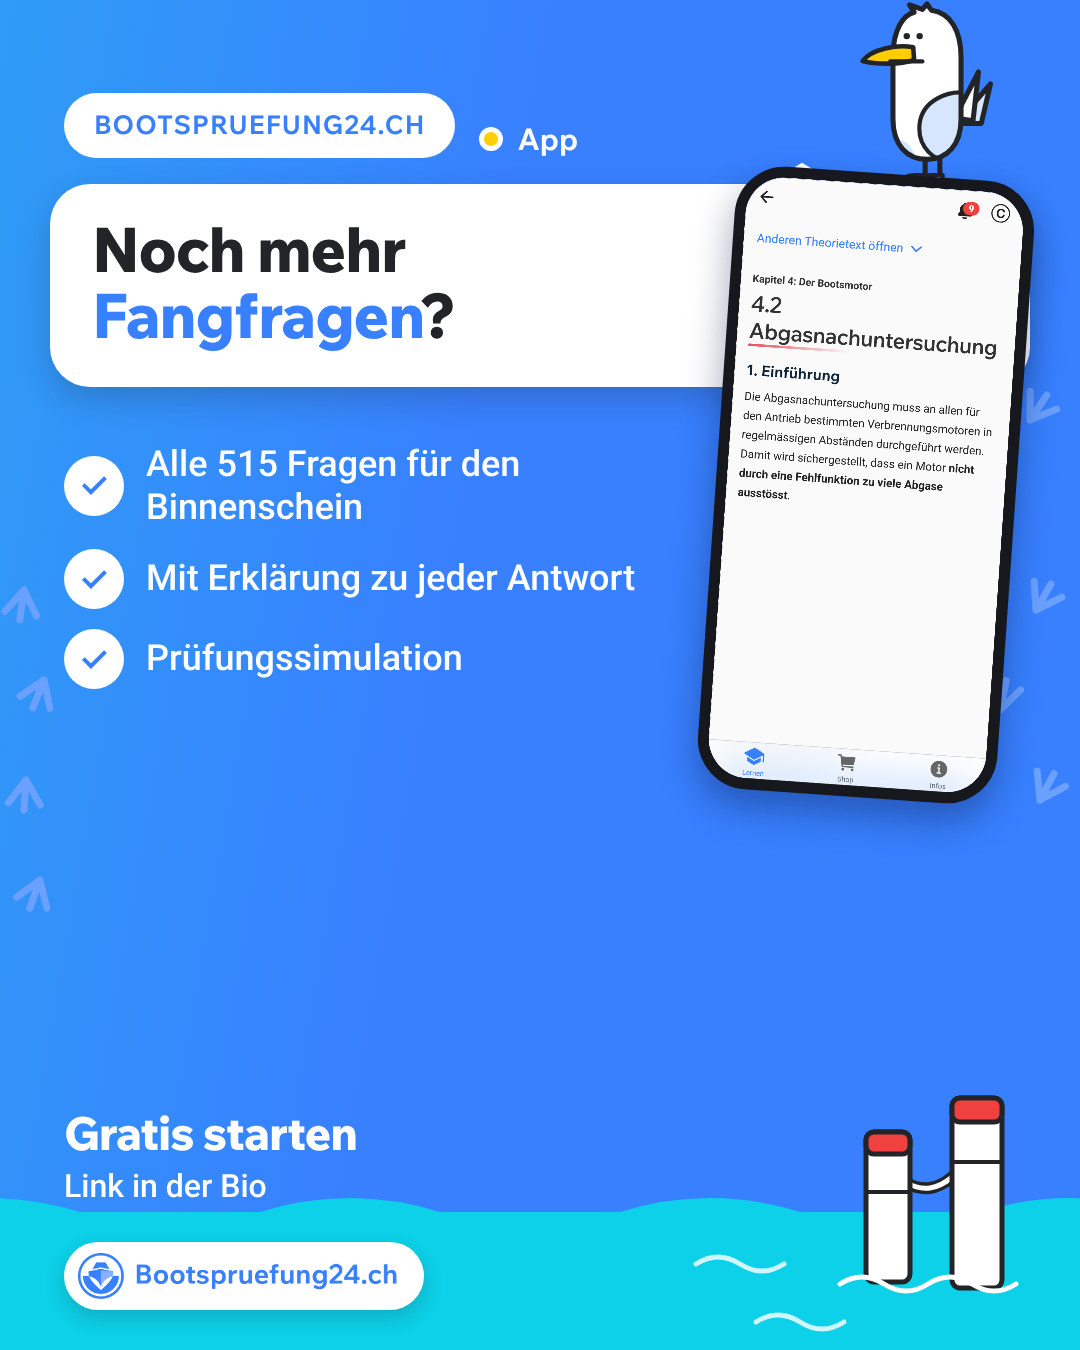 BOOTSPRUEFUNG24.CH
App
Noch mehr
Fangfragen?
Alle 515 Fragen für den
Binnenschein
Mit Erklärung zu jeder Antwort
Prüfungssimulation
9
C
Anderen Theorietext öffnen
Kapitel 4: Der Bootsmotor
4.2
Abgasnachuntersuchung
1. Einführung
Die Abgasnachuntersuchung muss an allen für
den Antrieb bestimmten Verbrennungsmotoren in
regelmässigen Abständen durchgeführt werden.
Damit wird sichergestellt, dass ein Motor nicht
durch eine Fehlfunktion zu viele Abgase
ausstösst.
Lernen
Shop
Infos
Gratis starten
Link in der Bio
Bootspruefung24.ch